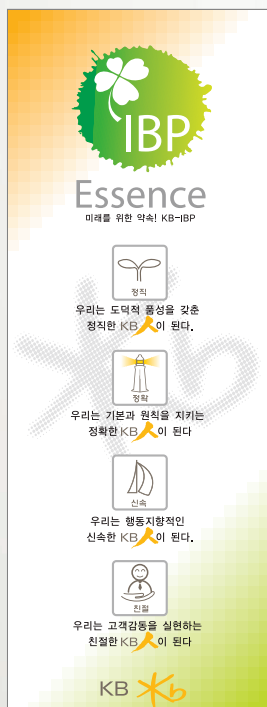 IBP
Essence
미래를 위한 약속! KB-IBP
정직
우리는 도덕적 품성을 갖춘
정직한 KB人이 된다.
정확
우리는 기본과 원칙을 지키는
정확한 KB人이 된다
신속
우리는 행동지향적인
신속한 KB人이 된다.
친절
우리는 고객감동을 실현하는
친절한 KB人이 된다
KB